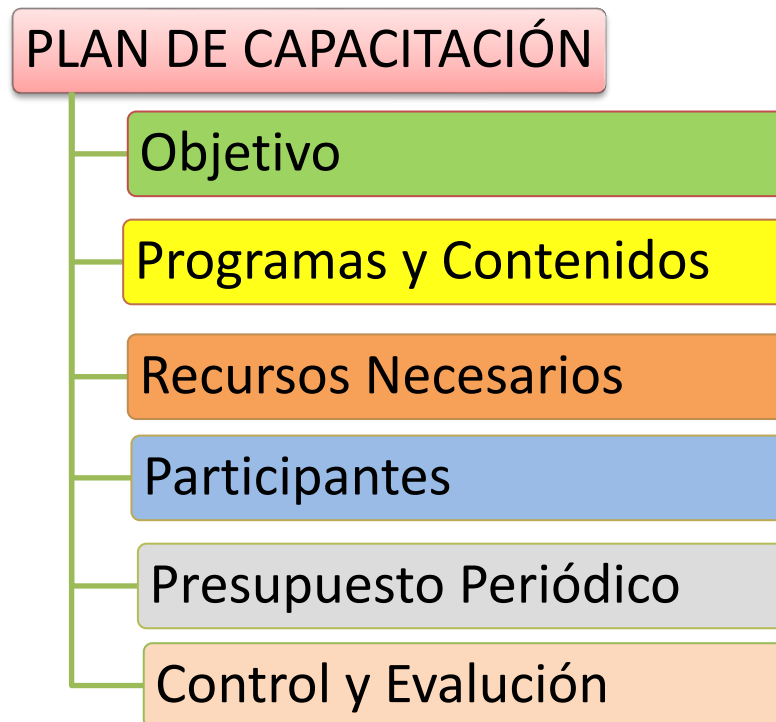 PLAN DE CAPACITACIÓN
Objetivo
Programas y Contenidos
Recursos Necesarios
Participantes
Presupuesto Periódico
Control y Evalución